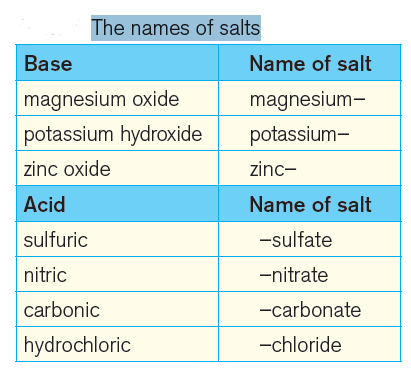 The names of salts
Base Name of salt
magnesium oxide magnesium–
potassium hydroxide potassium–
zinc oxide zinc–
Acid Name of salt
sulfuric –sulfate
nitric –nitrate
carbonic –carbonate
hydrochloric –chloride